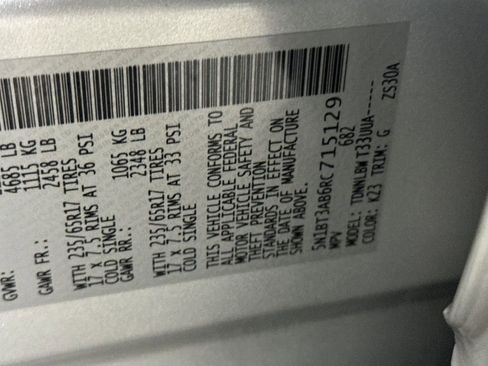 GVWR:
4685 LB
GAWR FR.:
1115 KG
2458 LB
WITH 235/65R17 TIRES
17 X 7.5 RIMS AT 36 PSI
COLD SINGLE
GAWR RR.:
1065 KG
2348 LB
WITH 235/65R17 TIRES
17 X 7.5 RIMS AT 33 PSI
COLD SINGLE
THIS VEHICLE CONFORMS TO
ALL APPLICABLE FEDERAL
MOTOR VEHICLE SAFETY AND
THEFT PREVENTION
STANDARDS IN EFFECT ON
THE DATE OF MANUFACTURE
SHOWN ABOVE.
5N1BT3AB6RC715129
MPV 682
MODEL: TDWNLBW T33UUA------
COLOR: K23 TRIM: G ZS30A